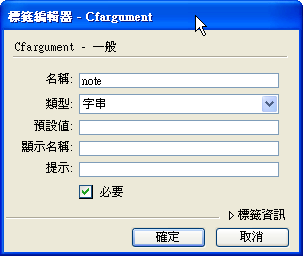 標籤編輯器 - Cfargument
Cfargument - 一般
名稱: note
類型: 字串
預設值:
顯示名稱:
提示:
必要
標籤資訊
確定 取消